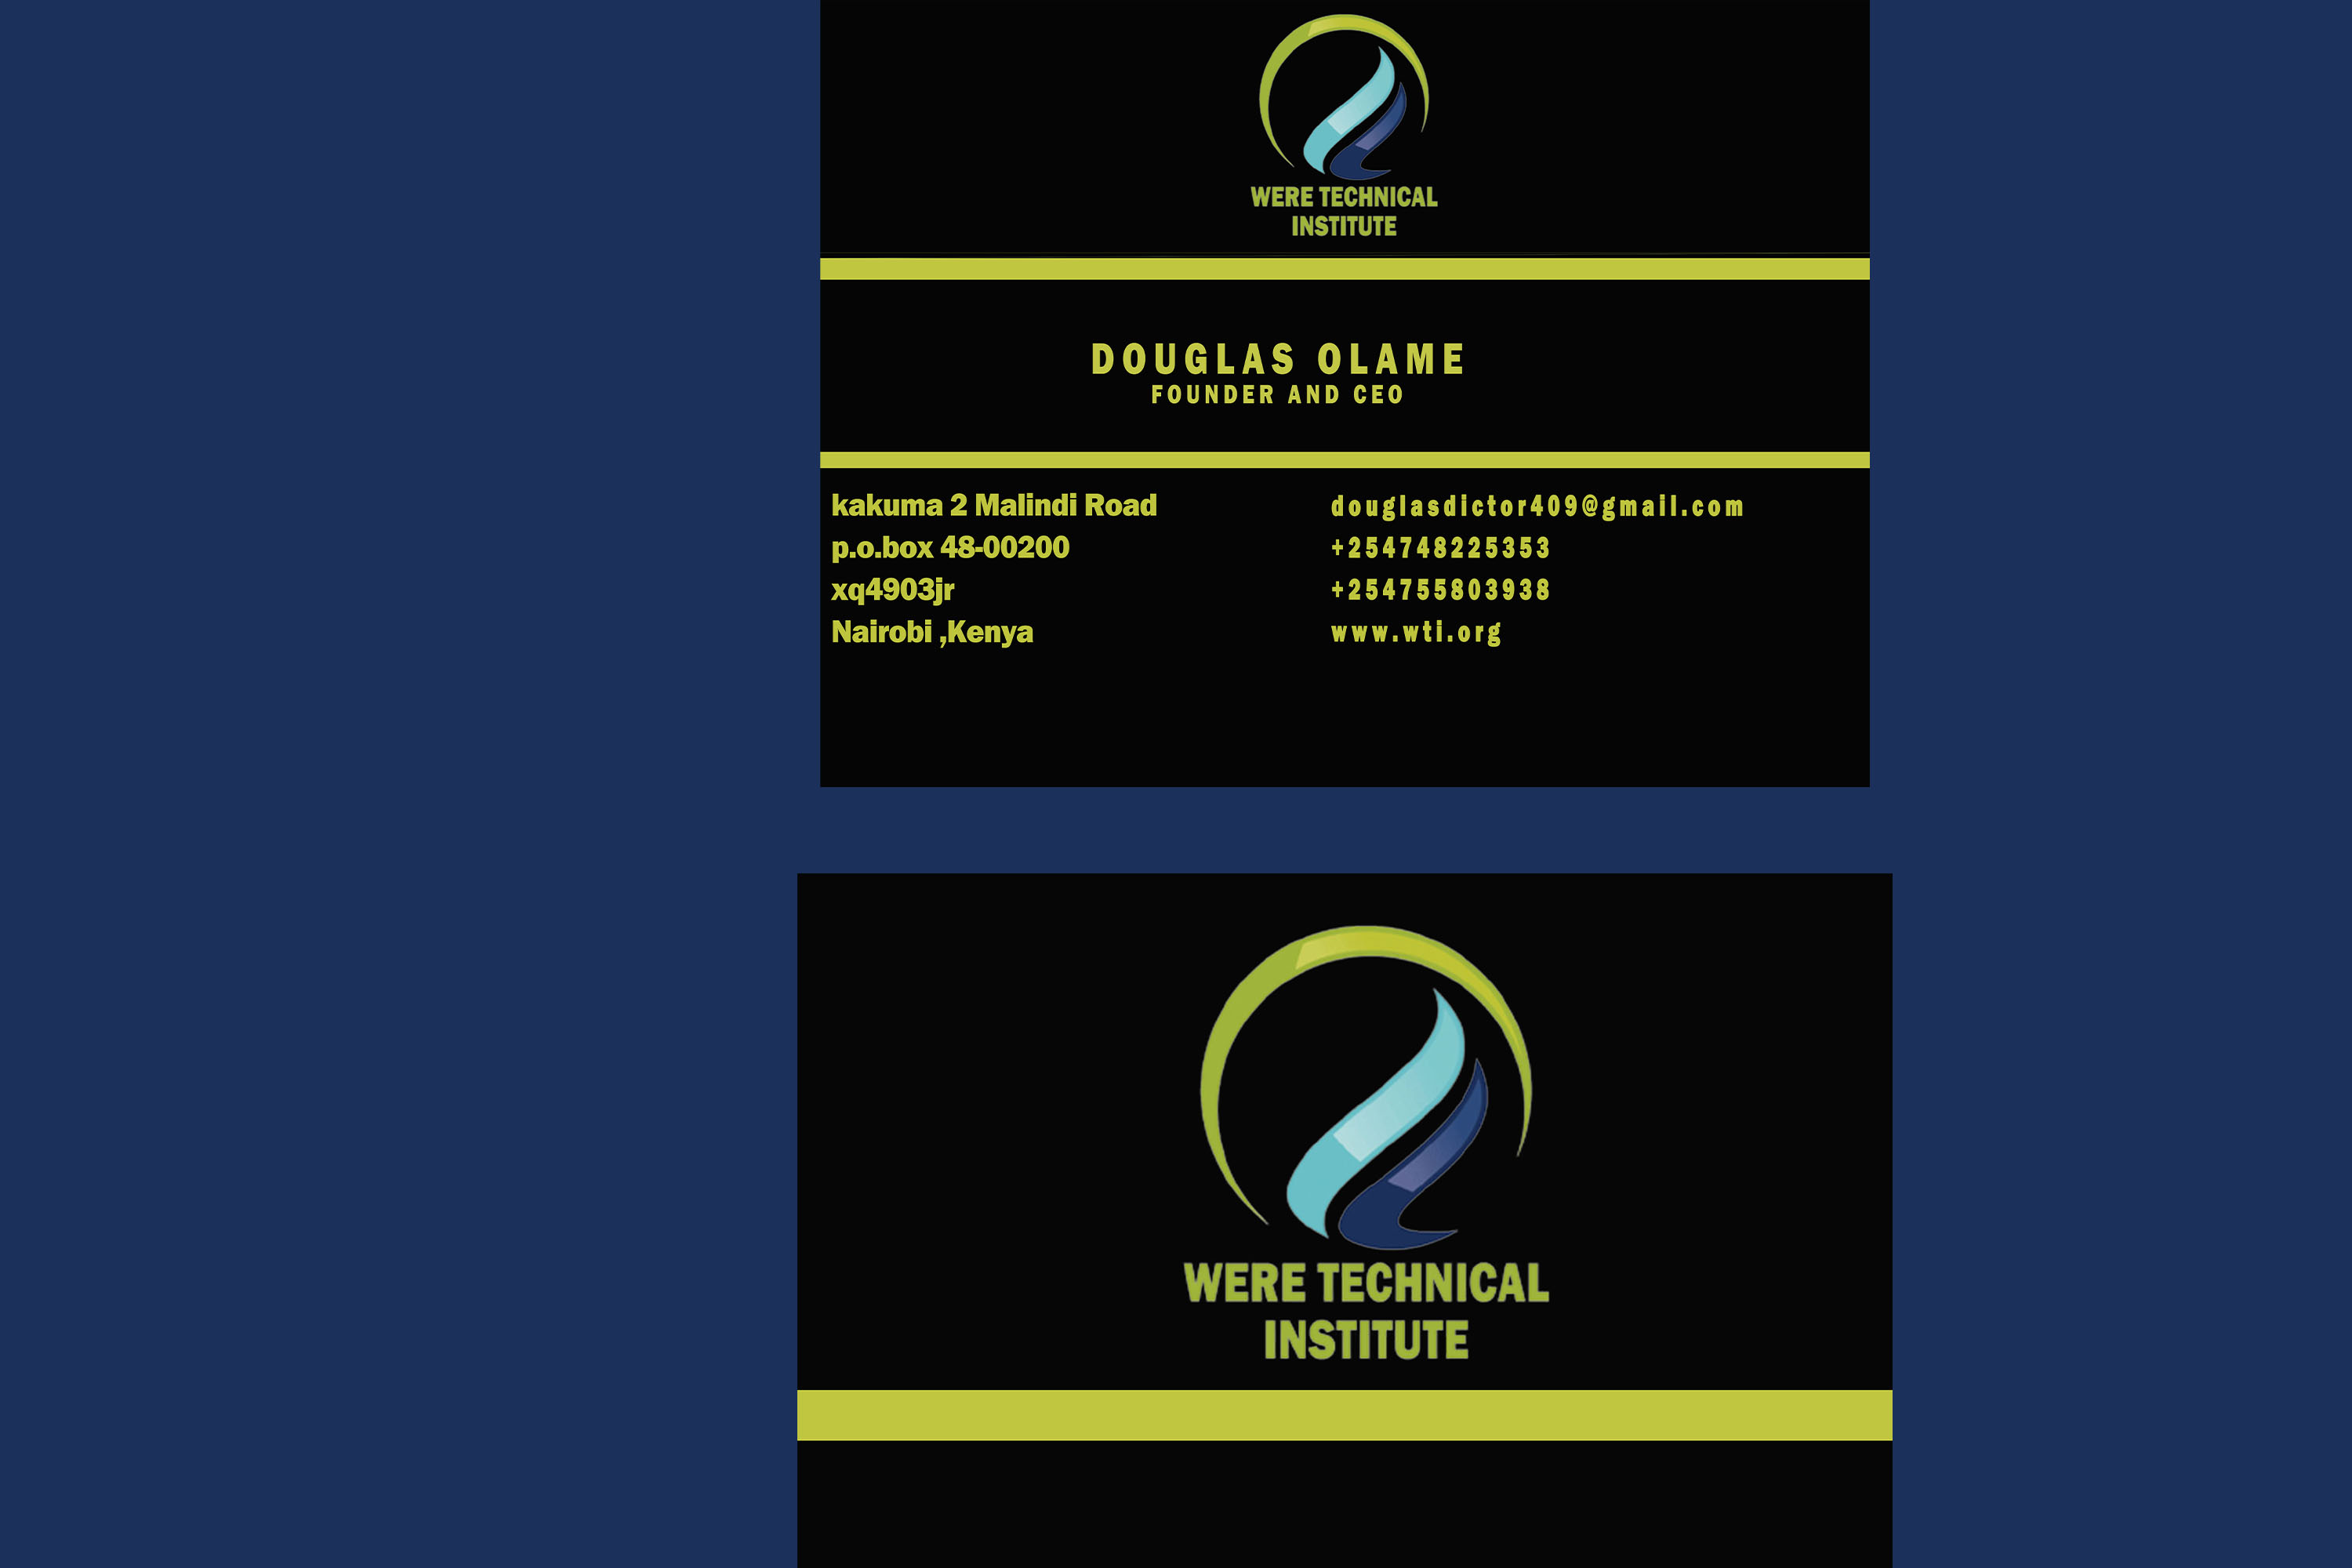 WERE TECHNICAL
INSTITUTE
DOUGLAS OLAME
FOUNDER AND CEO
kakuma 2 Malindi Road
p.o.box 48-00200
xq4903jr
Nairobi ,Kenya
douglasdictor409@gmail.com
+254748225353
+254755803938
www.wti.org
WERE TECHNICAL
INSTITUTE